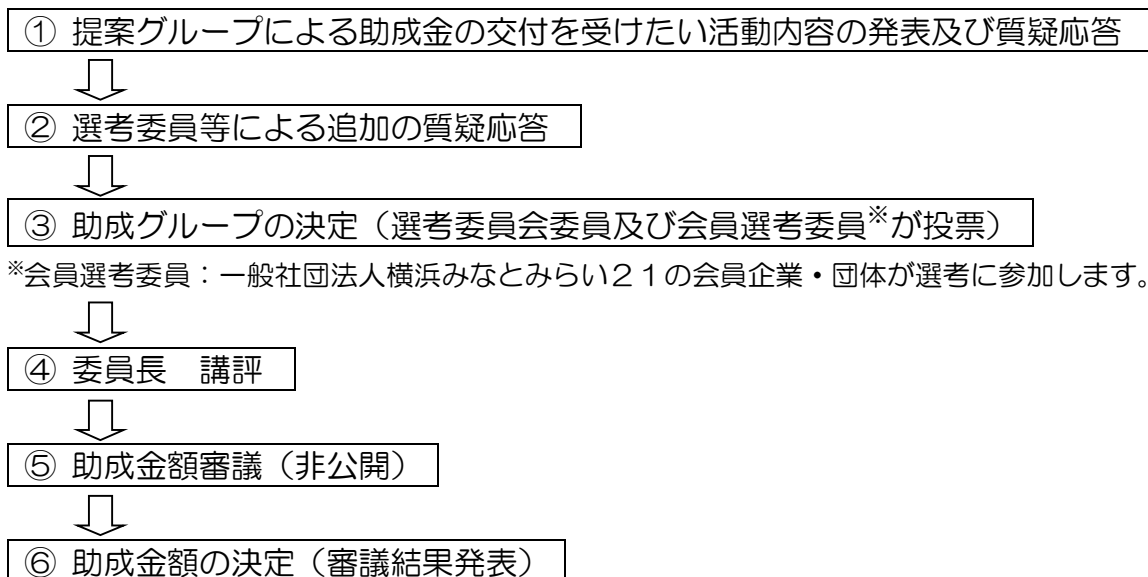 ① 提案グループによる助成金の交付を受けたい活動内容の発表及び質疑応答
② 選考委員等による追加の質疑応答
③ 助成グループの決定（選考委員会委員及び会員選考委員※が投票）
※会員選考委員：一般社団法人横浜みなとみらい２１の会員企業・団体が選考に参加します。
④ 委員長　講評
⑤ 助成金額審議（非公開）
⑥ 助成金額の決定（審議結果発表）